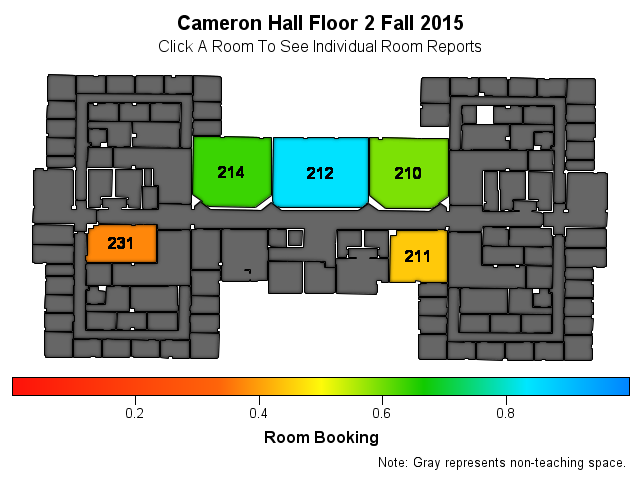 Cameron Hall Floor 2 Fall 2015
Click A Room To See Individual Room Reports
214
212
210
231
211
0.2
0.4
0.6
0.8
Room Booking
Note: Gray represents non-teaching space.